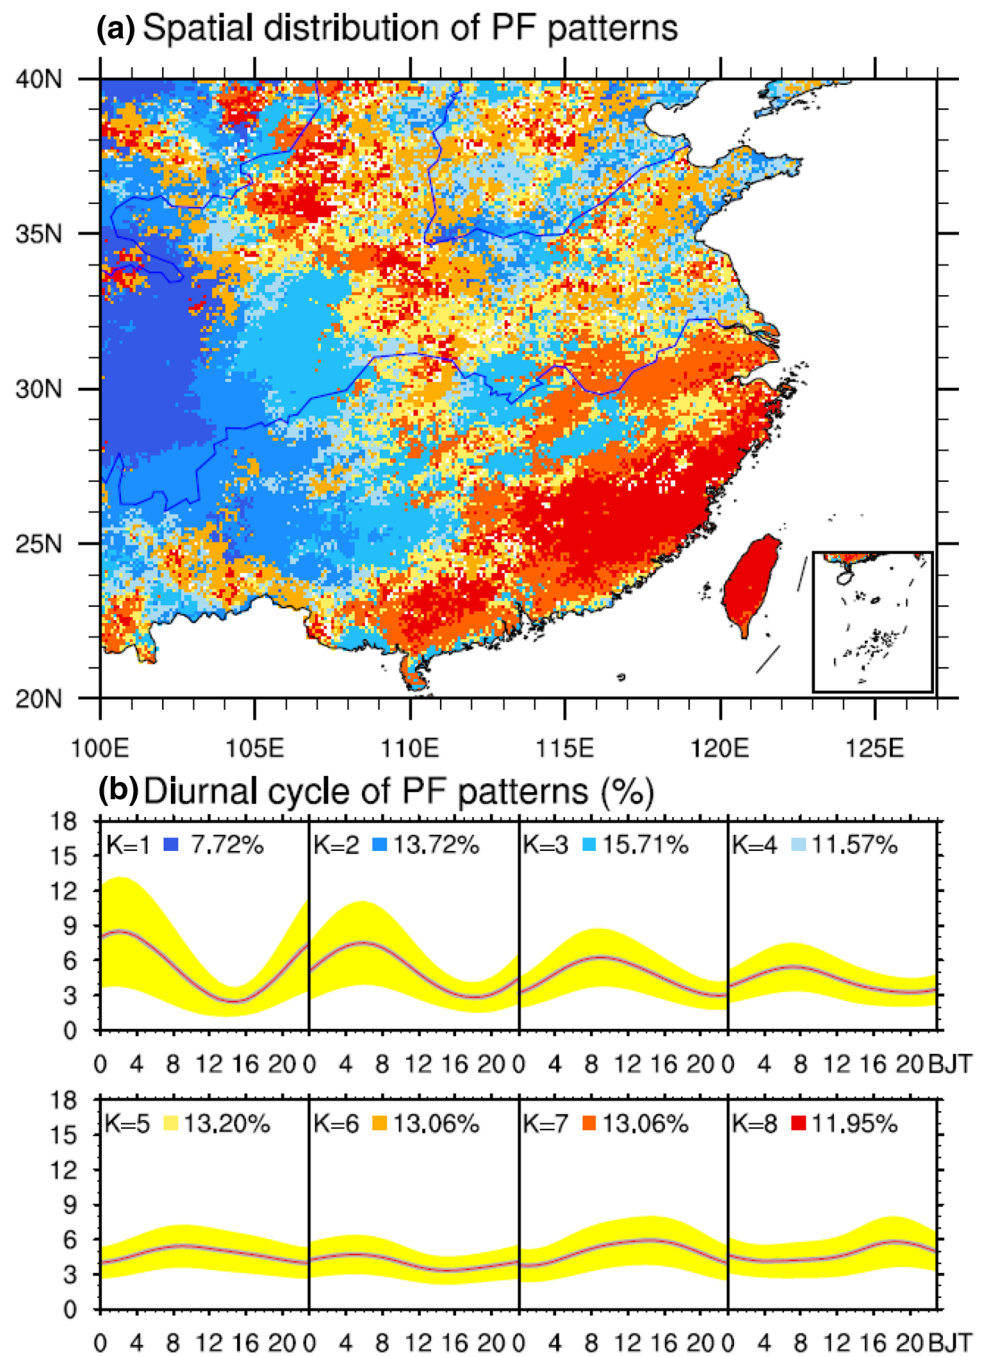 (a) Spatial distribution of PF patterns
40N
35N
30N
25N
20N
100E 105E 110E 115E 120E 125E
(b) Diurnal cycle of PF patterns (%)
18
15
12
9
6
3
0
K=1 7.72% K=2 13.72% K=3 15.71% K=4 11.57%
0 4 8 12 16 20 0 4 8 12 16 20 0 4 8 12 16 20 0 4 8 12 16 20 BJT
18
15
12
9
6
3
0
K=5 13.20% K=6 13.06% K=7 13.06% K=8 11.95%
0 4 8 12 16 20 0 4 8 12 16 20 0 4 8 12 16 20 0 4 8 12 16 20 BJT